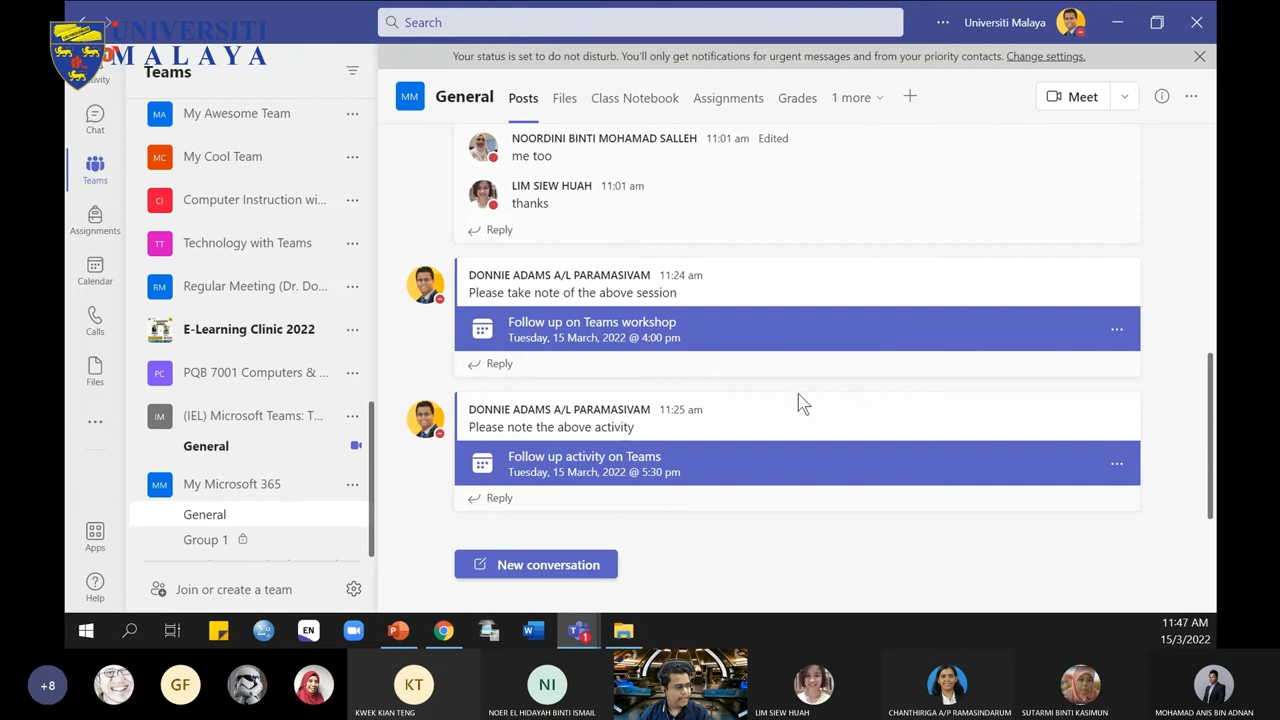 UNIVERSITI
MALAYA
Search
Universiti Malaya
Your status is set to do not disturb. You'll only get notifications for urgent messages and from your priority contacts. Change settings.
Teams
MM
General
Posts
Files
Class Notebook
Assignments
Grades
1 more
Meet
Chat
Teams
Assignments
Calendar
Calls
Files
Apps
Help
MA
My Awesome Team
MC
My Cool Team
CI
Computer Instruction wi...
TT
Technology with Teams
RM
Regular Meeting (Dr. Do...
E-Learning Clinic 2022
PC
PQB 7001 Computers & ...
IM
(IEL) Microsoft Teams: T...
General
MM
My Microsoft 365
General
Group 1
Join or create a team
NOORDINI BINTI MOHAMAD SALLEH 11:01 am Edited
me too
LIM SIEW HUAH 11:01 am
thanks
Reply
DONNIE ADAMS A/L PARAMASIVAM 11:24 am
Please take note of the above session
Follow up on Teams workshop
Tuesday, 15 March, 2022 @ 4:00 pm
Reply
DONNIE ADAMS A/L PARAMASIVAM 11:25 am
Please note the above activity
Follow up activity on Teams
Tuesday, 15 March, 2022 @ 5:30 pm
Reply
New conversation
EN
1
11:47 AM
15/3/2022
+8
GF
KT
KWEK KIAN TENG
NI
NOER EL HIDAYAH BINTI ISMAIL
LIM SIEW HUAH
CHANTHIRIGA A/P RAMASINDARUM
SUTARMI BINTI KASIMUN
MOHAMAD ANIS BIN ADNAN